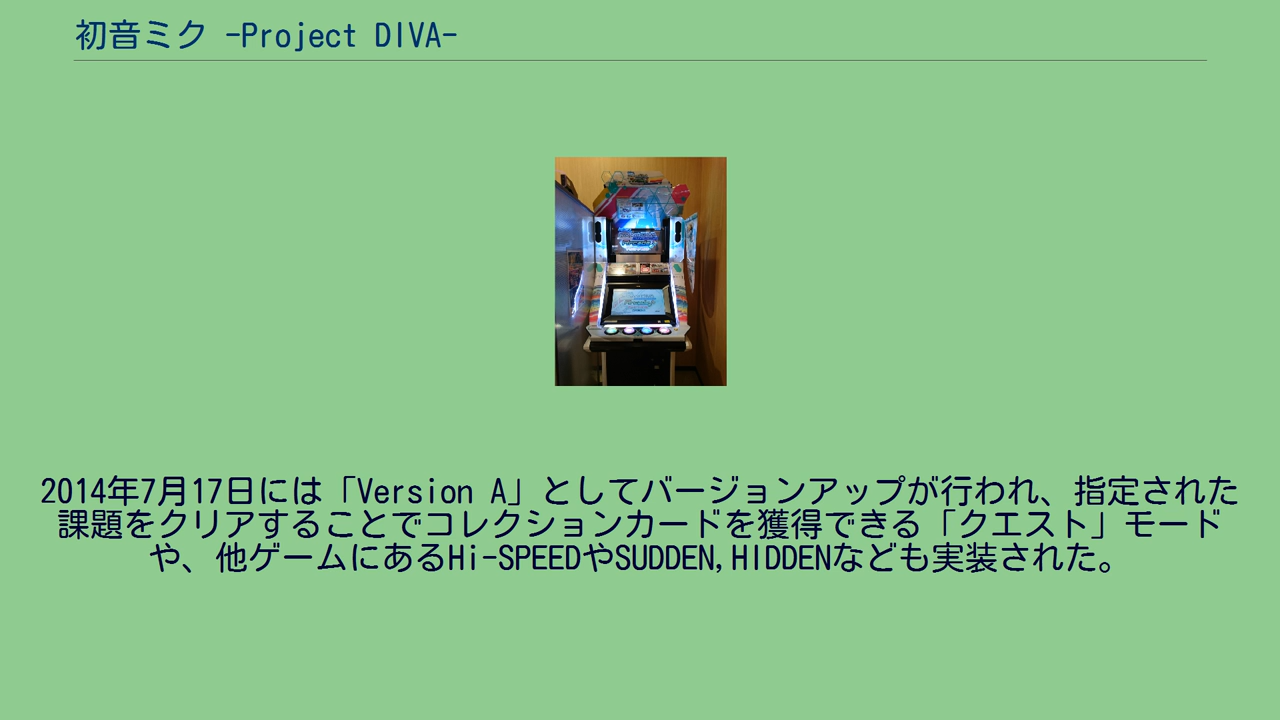 初音ミク -Project DIVA-
2014年7月17日には「Version A」としてバージョンアップが行われ、指定された
課題をクリアすることでコレクションカードを獲得できる「クエスト」モード
や、他ゲームにあるHi-SPEEDやSUDDEN,HIDDENなども実装された。